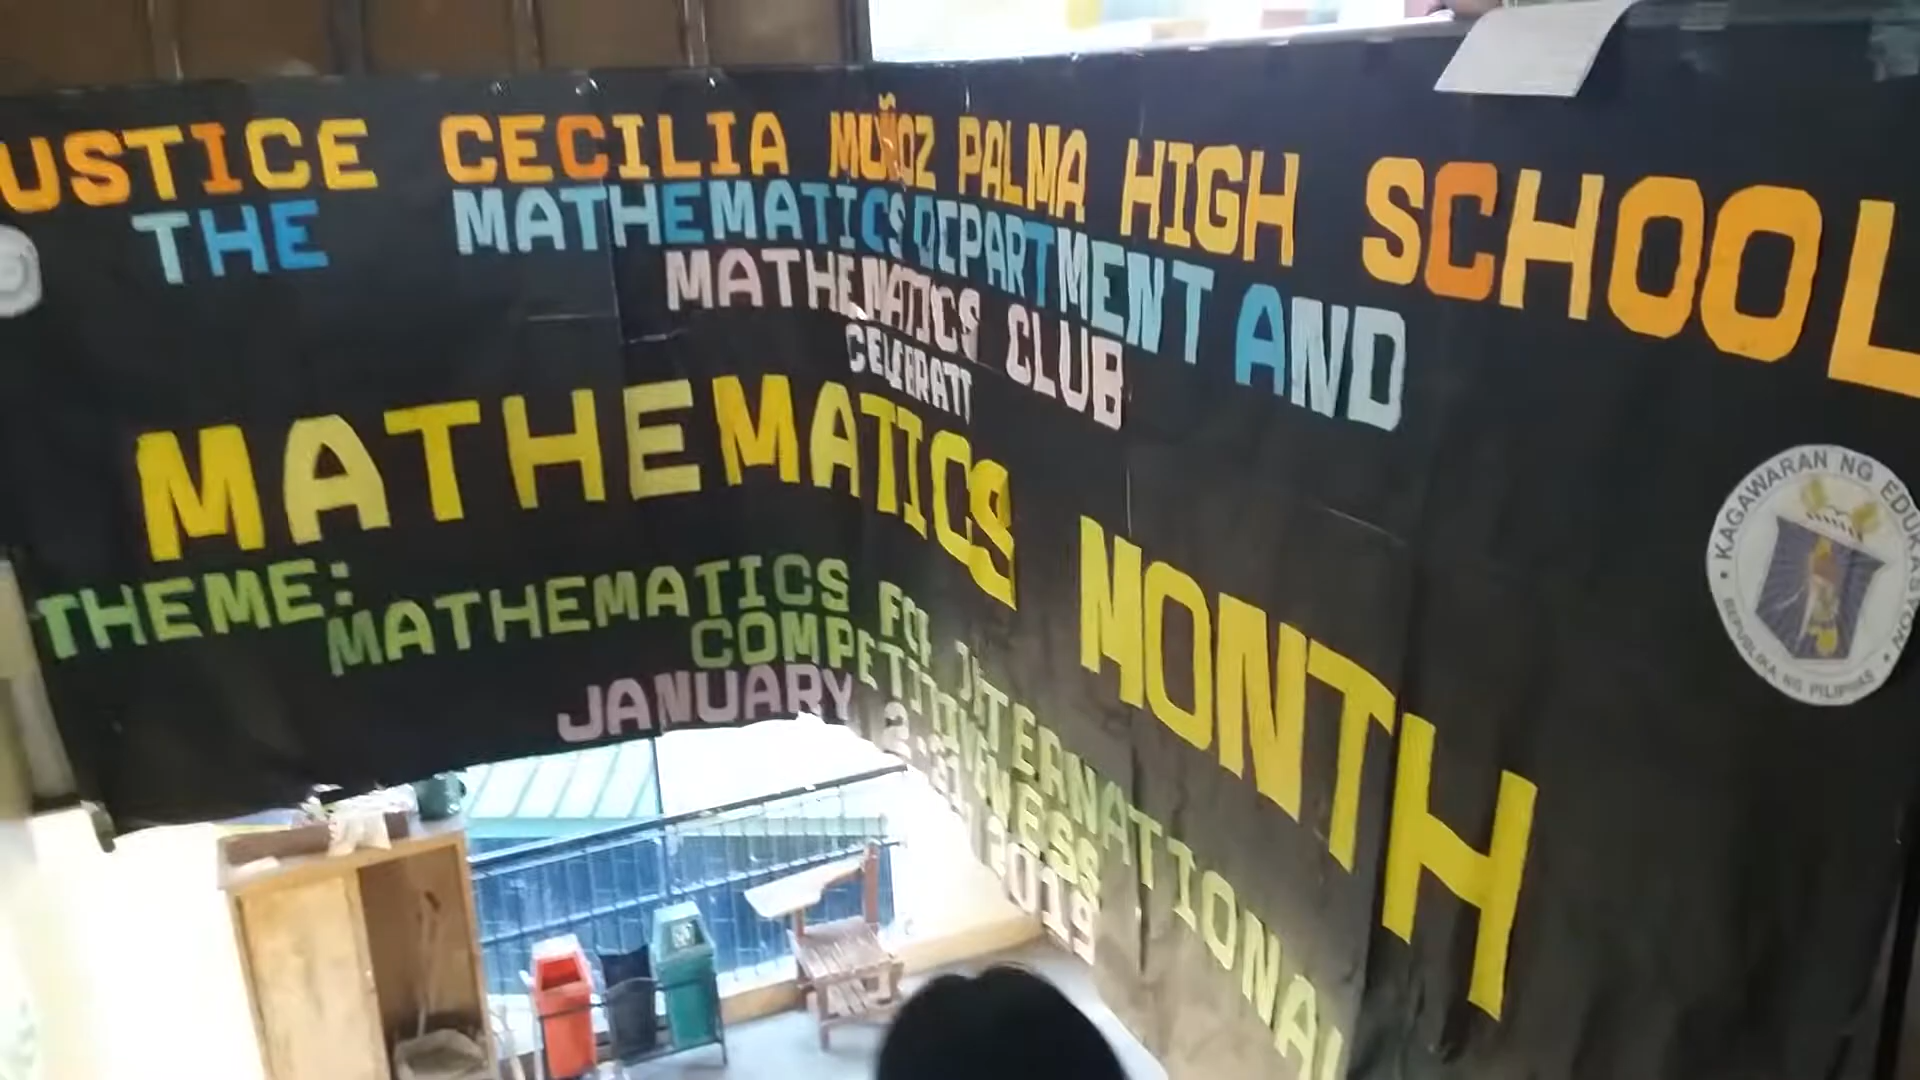 USTICE CECILIA MUÑOZ PALMA HIGH SCHOOL
THE MATHEMATICS DEPARTMENT AND
MATHEMATICS CLUB
MATHEMATICS MONTH
THEME:
MATHEMATICS FOR INTERNATIONAL
COMPETITIVENESS
JANUARY 2019
KAGAWARAN NG EDUKASYON
REPUBLIKA NG PILIPINAS